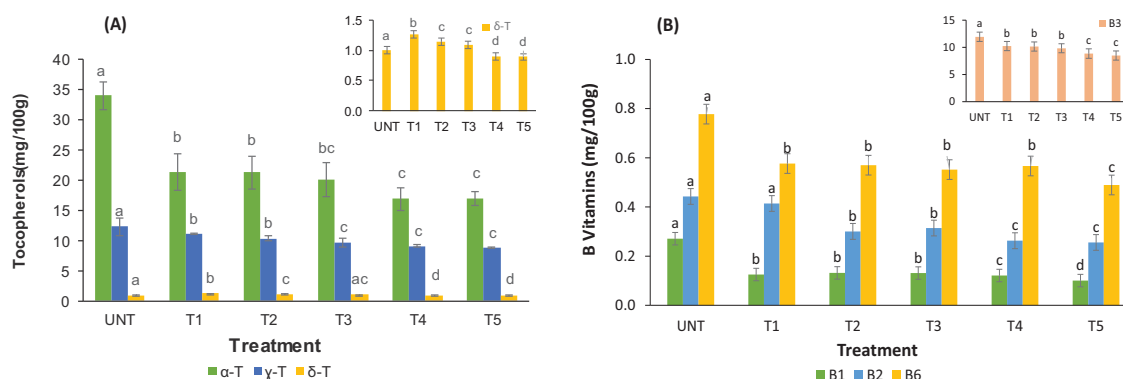 (A)
δ-T
1.5
1.0
0.5
0.0
a b c c d d
UNT T1 T2 T3 T4 T5
Tocopherols(mg/100g)
40
35
30
25
20
15
10
5
0
a a a
b b b
b c c
bc c ac
c c d
c c d
UNT T1 T2 T3 T4 T5
Treatment
α-T γ-T δ-T
(B)
B3
15
10
5
0
a b b b c c
UNT T1 T2 T3 T4 T5
B Vitamins (mg/100g)
1.0
0.8
0.6
0.4
0.2
0.0
a a a
b a b
b b b
b b b
c c b
d c c
UNT T1 T2 T3 T4 T5
Treatment
B1 B2 B6